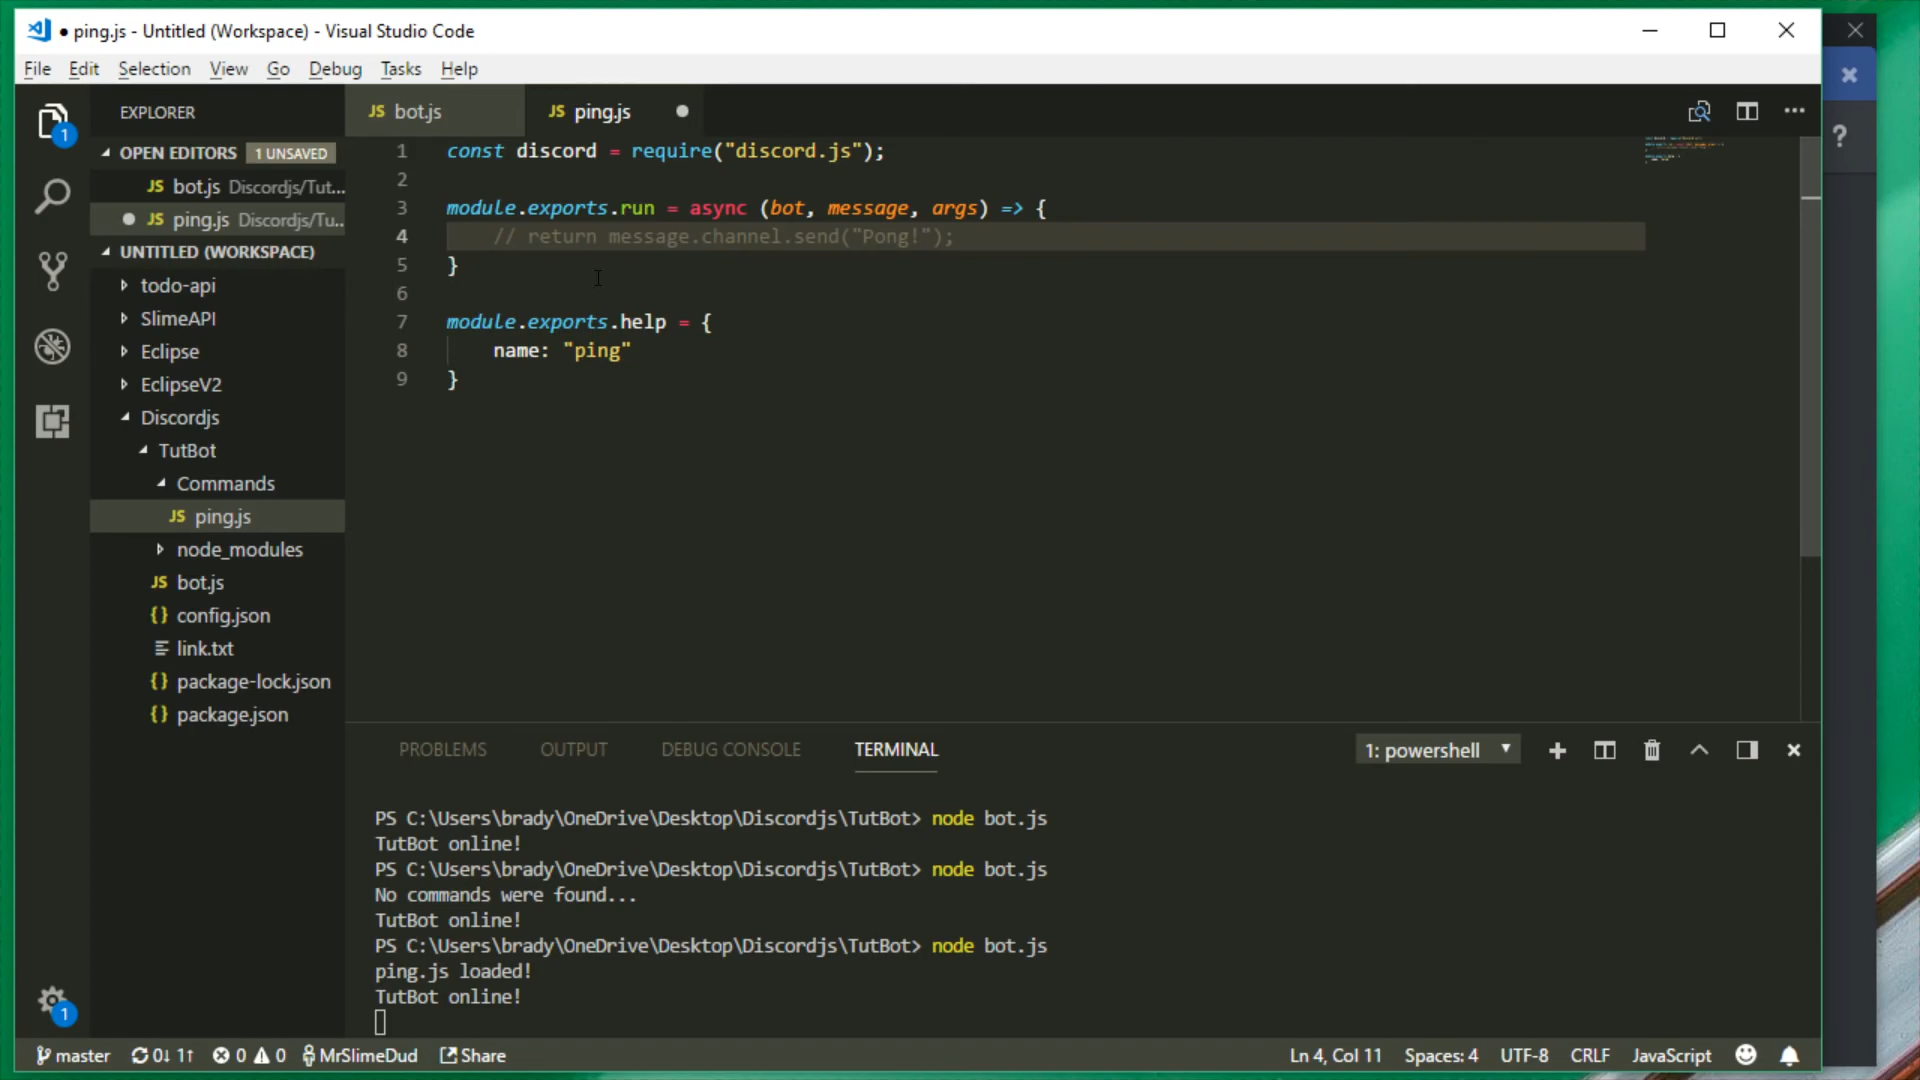 ● ping.js - Untitled (Workspace) - Visual Studio Code
File Edit Selection View Go Debug Tasks Help
EXPLORER
JS bot.js
JS ping.js ●
OPEN EDITORS 1 UNSAVED
JS bot.js Discordjs/Tut...
● JS ping.js Discordjs/Tu...
UNTITLED (WORKSPACE)
todo-api
SlimeAPI
Eclipse
EclipseV2
Discordjs
TutBot
Commands
JS ping.js
node_modules
JS bot.js
{} config.json
link.txt
{} package-lock.json
{} package.json
1
1
?
1 const discord = require("discord.js");
2
3 module.exports.run = async (bot, message, args) => {
4 // return message.channel.send("Pong!");
5 }
6
7 module.exports.help = {
8 name: "ping"
9 }
PROBLEMS OUTPUT DEBUG CONSOLE TERMINAL
1: powershell
PS C:\Users\brady\OneDrive\Desktop\Discordjs\TutBot> node bot.js
TutBot online!
PS C:\Users\brady\OneDrive\Desktop\Discordjs\TutBot> node bot.js
No commands were found...
TutBot online!
PS C:\Users\brady\OneDrive\Desktop\Discordjs\TutBot> node bot.js
ping.js loaded!
TutBot online!
master 0↓ 1↑ 0 0 MrSlimeDud Share
Ln 4, Col 11 Spaces: 4 UTF-8 CRLF JavaScript